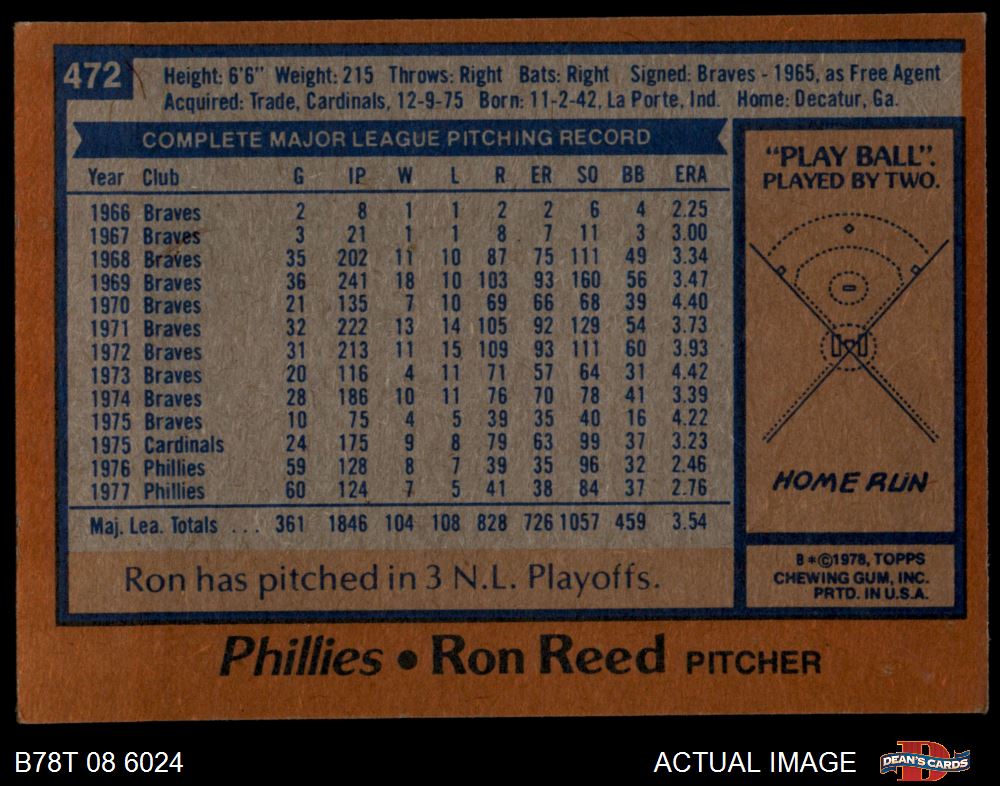 472
Height: 6'6" Weight: 215 Throws: Right Bats: Right Signed: Braves - 1965, as Free Agent
Acquired: Trade, Cardinals, 12-9-75 Born: 11-2-42, La Porte, Ind. Home: Decatur, Ga.
COMPLETE MAJOR LEAGUE PITCHING RECORD
Year Club G IP W L R ER SO BB ERA
1966 Braves 2 8 1 1 2 2 6 4 2.25
1967 Braves 3 21 1 1 8 7 11 3 3.00
1968 Braves 35 202 11 10 87 75 111 49 3.34
1969 Braves 36 241 18 10 103 93 160 56 3.47
1970 Braves 21 135 7 10 69 66 68 39 4.40
1971 Braves 32 222 13 14 105 92 129 54 3.73
1972 Braves 31 213 11 15 109 93 111 60 3.93
1973 Braves 20 116 4 11 71 57 64 31 4.42
1974 Braves 28 186 10 11 76 70 78 41 3.39
1975 Braves 10 75 4 5 39 35 40 16 4.22
1975 Cardinals 24 175 9 8 79 63 99 37 3.23
1976 Phillies 59 128 8 7 39 35 96 32 2.46
1977 Phillies 60 124 7 5 41 38 84 37 2.76
Maj. Lea. Totals ... 361 1846 104 108 828 726 1057 459 3.54
Ron has pitched in 3 N.L. Playoffs.
"PLAY BALL".
PLAYED BY TWO.
HOME RUN
B*©1978, TOPPS
CHEWING GUM, INC.
PRTD. IN U.S.A.
Phillies • Ron Reed PITCHER
B78T 08 6024
ACTUAL IMAGE
D
DEAN'S CARDS